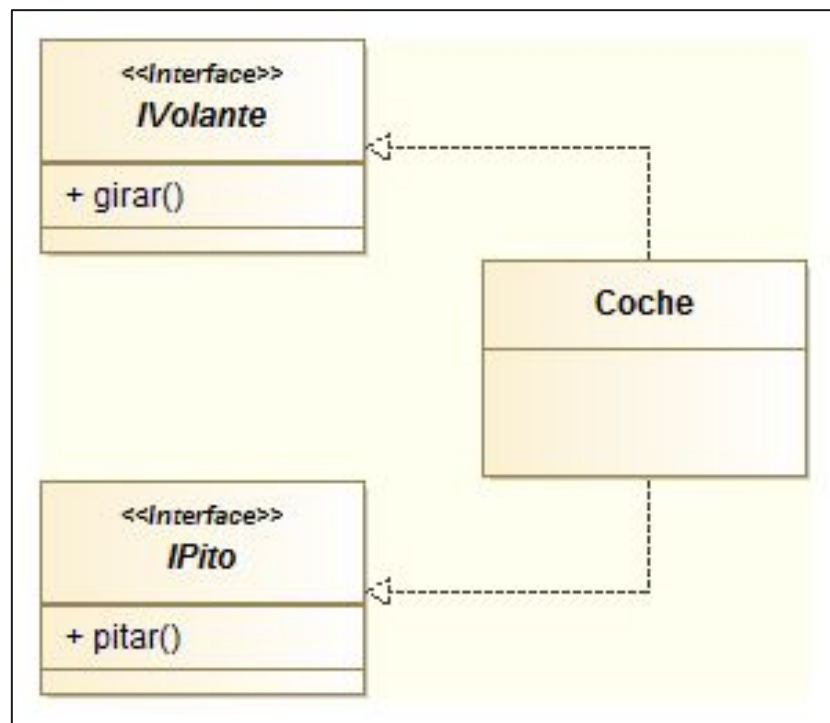 <<Interface>>
IVolante
+ girar()
Coche
<<Interface>>
IPito
+ pitar()